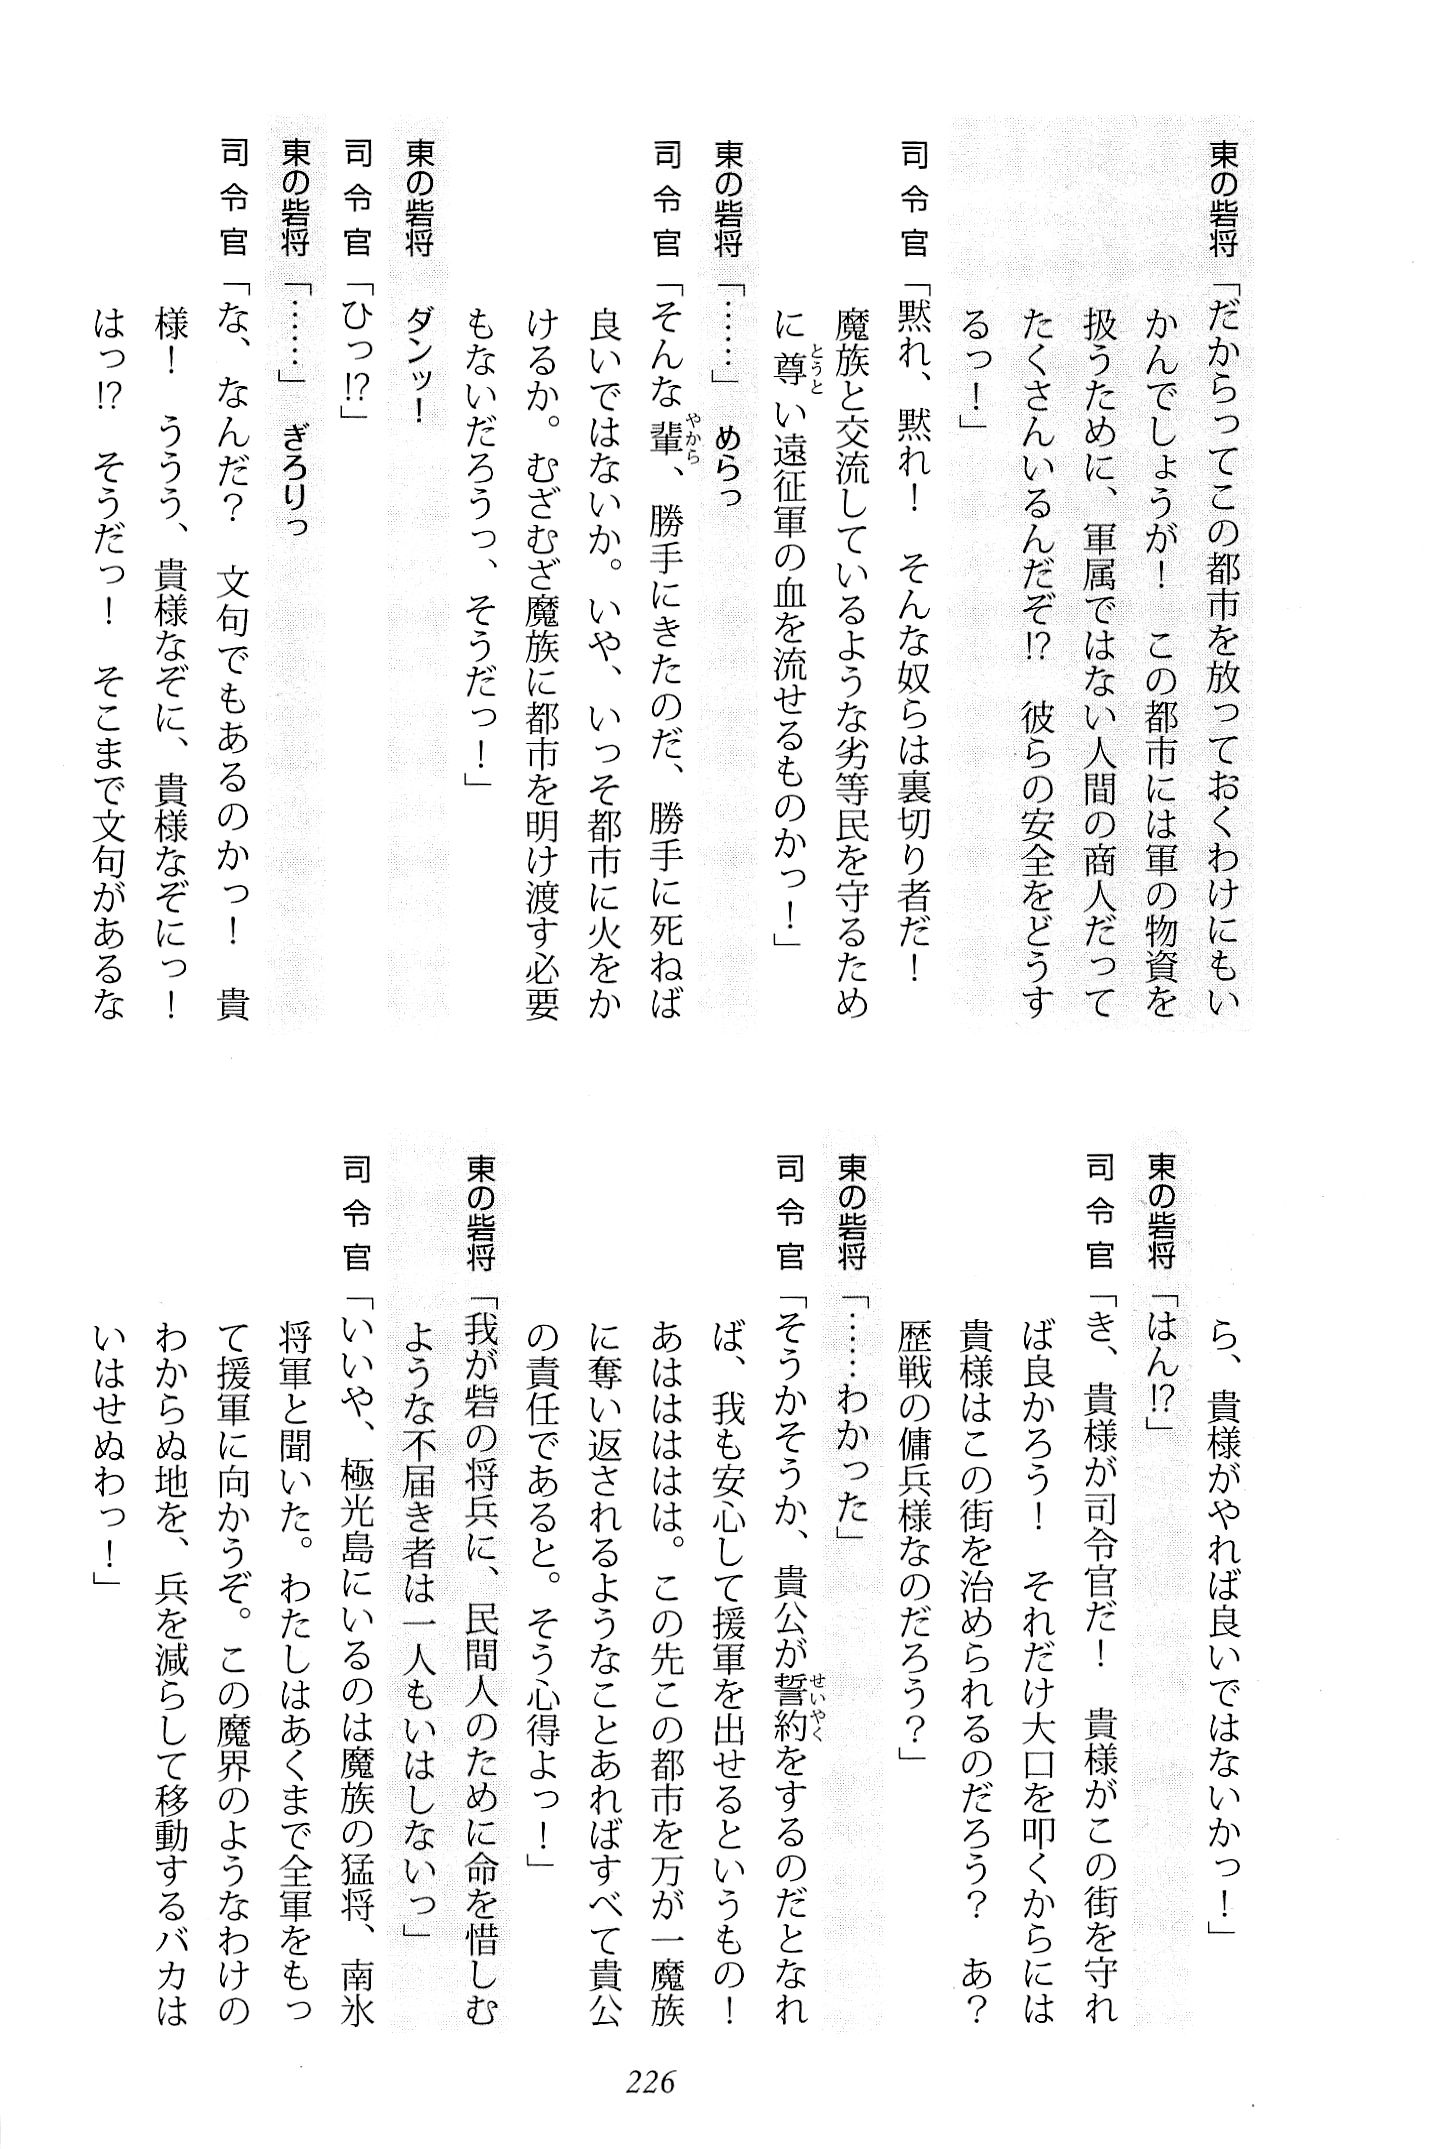 東の砦将「だからってこの都市を放っておくわけにもい
かんでしょうが！　この都市には軍の物資を
扱うために、軍属ではない人間の商人だって
たくさんいるんだぞ!?　彼らの安全をどうす
るっ！」
司令官「黙れ、黙れ！　そんな奴らは裏切り者だ！
魔族と交流しているような劣等民を守るため
に尊い遠征軍の血を流せるものかっ！」
東の砦将「……」　めらっ
司令官「そんな輩、勝手にきたのだ、勝手に死ねば
良いではないか。いや、いっそ都市に火をか
けるか。むざむざ魔族に都市を明け渡す必要
もないだろうっ、そうだっ！」
東の砦将　ダンッ！
司令官「ひっ!?」
東の砦将「……」　ぎろりっ
司令官「な、なんだ？　文句でもあるのかっ！　貴
様！　ううう、貴様なぞに、貴様なぞにっ！
はっ!?　そうだっ！　そこまで文句があるな
ら、貴様がやれば良いではないかっ！」
東の砦将「はん!?」
司令官「き、貴様が司令官だ！　貴様がこの街を守れ
ば良かろう！　それだけ大口を叩くからには
貴様はこの街を治められるのだろう？　あ？
歴戦の傭兵様なのだろう？」
東の砦将「……わかった」
司令官「そうかそうか、貴公が誓約をするのだとなれ
ば、我も安心して援軍を出せるというもの！
あはははは。この先この都市を万が一魔族
に奪い返されるようなことあればすべて貴公
の責任であると。そう心得よっ！」
東の砦将「我が砦の将兵に、民間人のために命を惜しむ
ような不届き者は一人もいはしないっ」
司令官「いいや、極光島にいるのは魔族の猛将、南氷
将軍と聞いた。わたしはあくまで全軍をもっ
て援軍に向かうぞ。この魔界のようなわけの
わからぬ地を、兵を減らして移動するバカは
いはせぬわっ！」
226